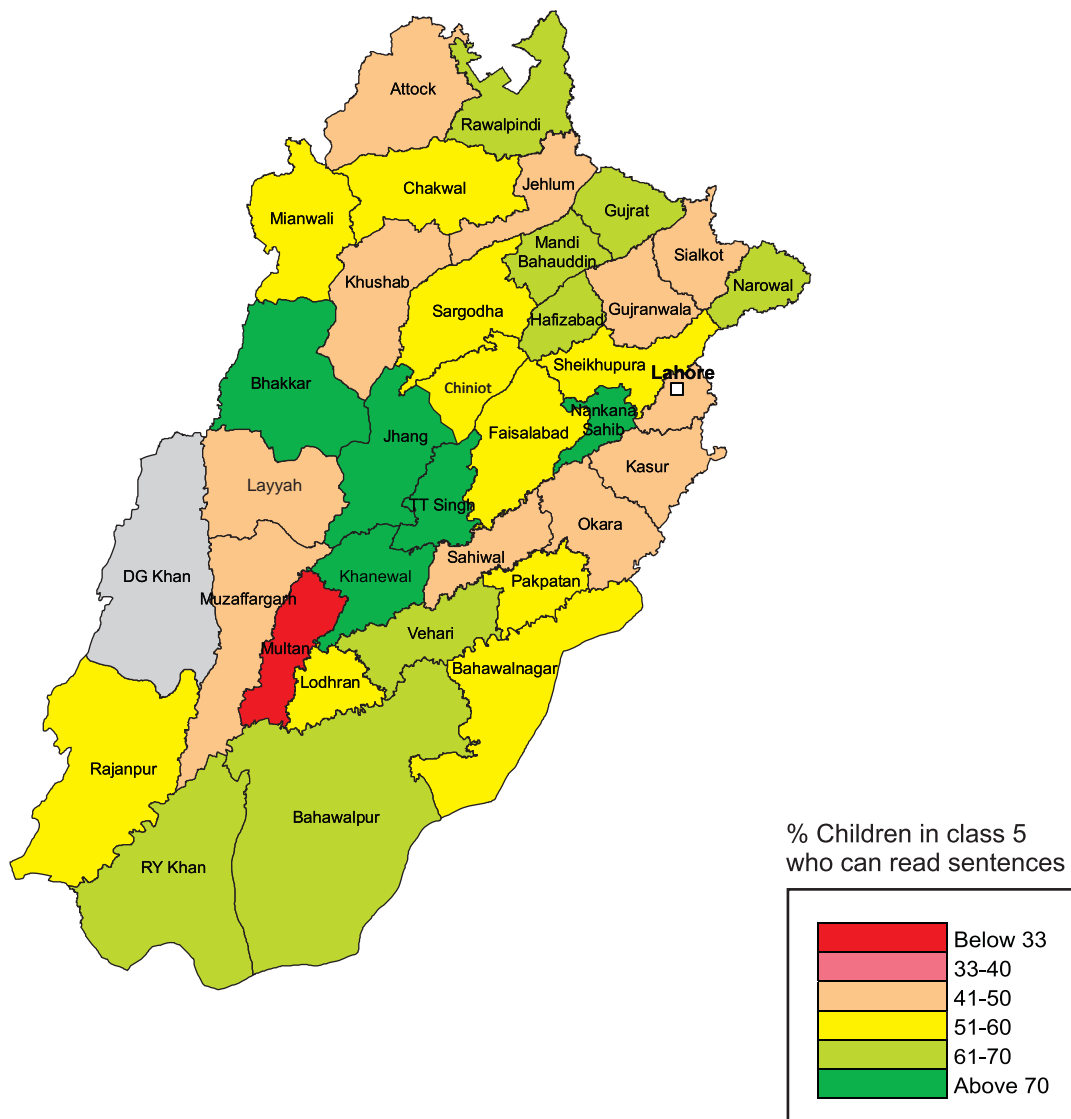 Attock
Rawalpindi
Chakwal
Jehlum
Mianwali
Gujrat
Mandi
Bahauddin
Sialkot
Khushab
Narowal
Sargodha
Hafizabad
Gujranwala
Sheikhupura
Lahore
Bhakkar
Chiniot
Nankana
Sahib
Faisalabad
Jhang
Kasur
Layyah
TT Singh
Okara
Sahiwal
DG Khan
Khanewal
Pakpatan
Muzaffargarh
Vehari
Multan
Bahawalnagar
Lodhran
Rajanpur
Bahawalpur
RY Khan
% Children in class 5
who can read sentences
Below 33
33-40
41-50
51-60
61-70
Above 70